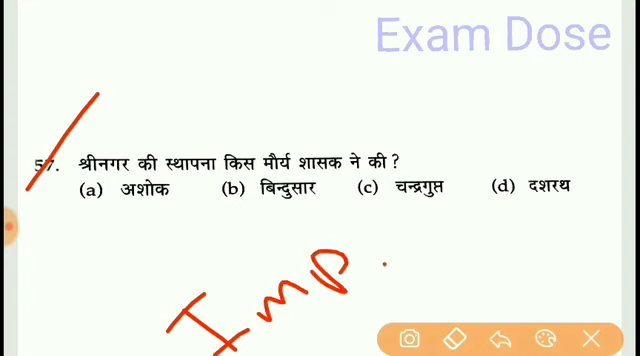 Exam Dose
57. श्रीनगर की स्थापना किस मौर्य शासक ने की ?
(a) अशोक (b) बिन्दुसार (c) चन्द्रगुप्त (d) दशरथ
Imp.